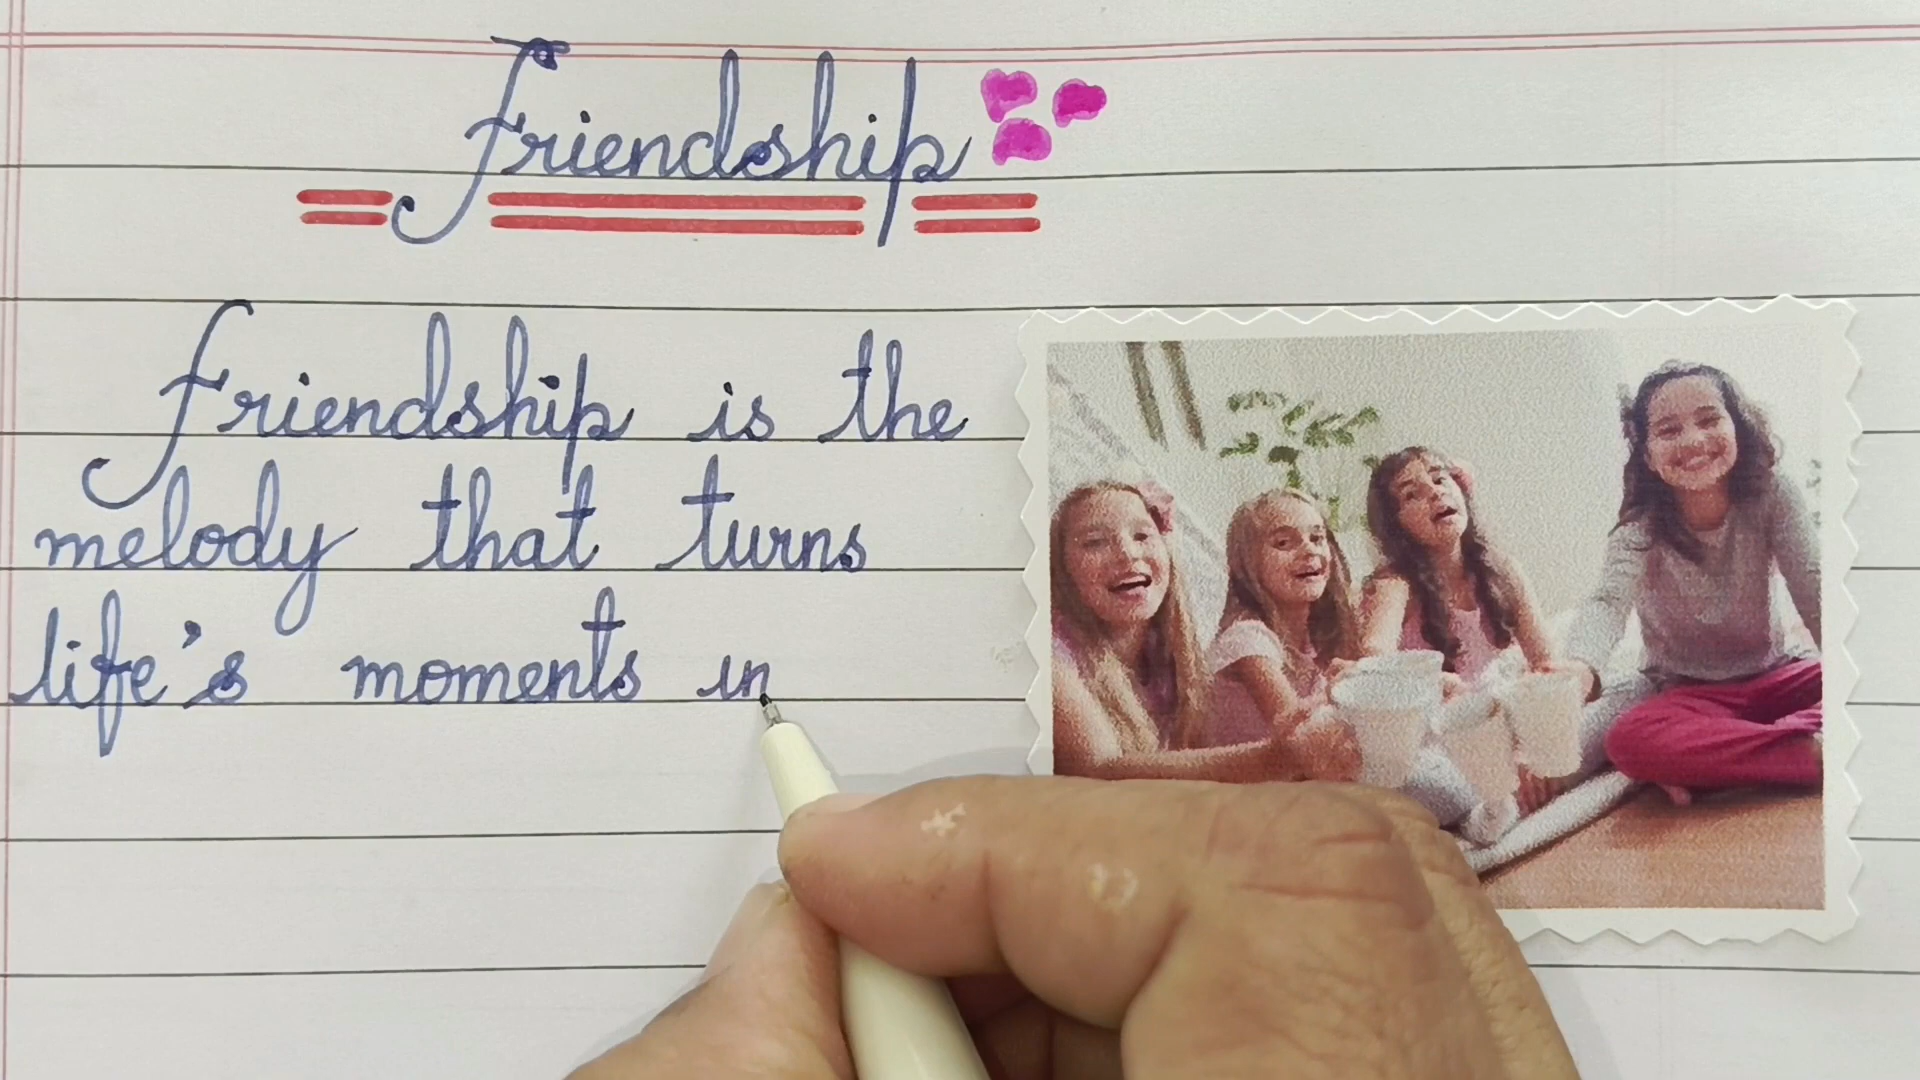 Friendship
Friendship is the
melody that turns
life's moments in